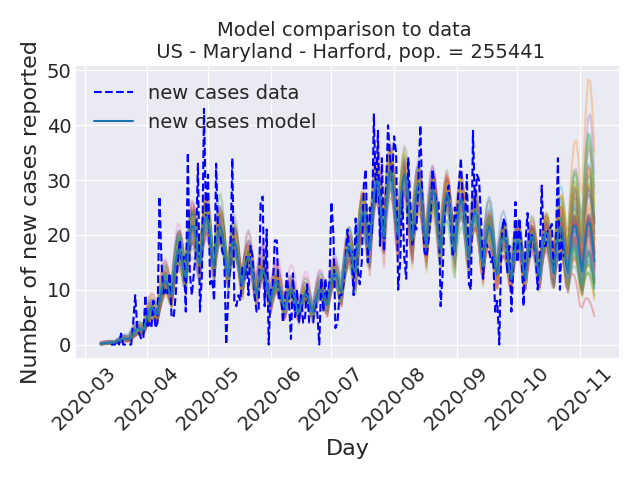 Model comparison to data
US - Maryland - Harford, pop. = 255441
Number of new cases reported
50
40
30
20
10
0
new cases data
new cases model
2020-03
2020-04
2020-05
2020-06
2020-07
2020-08
2020-09
2020-10
2020-11
Day